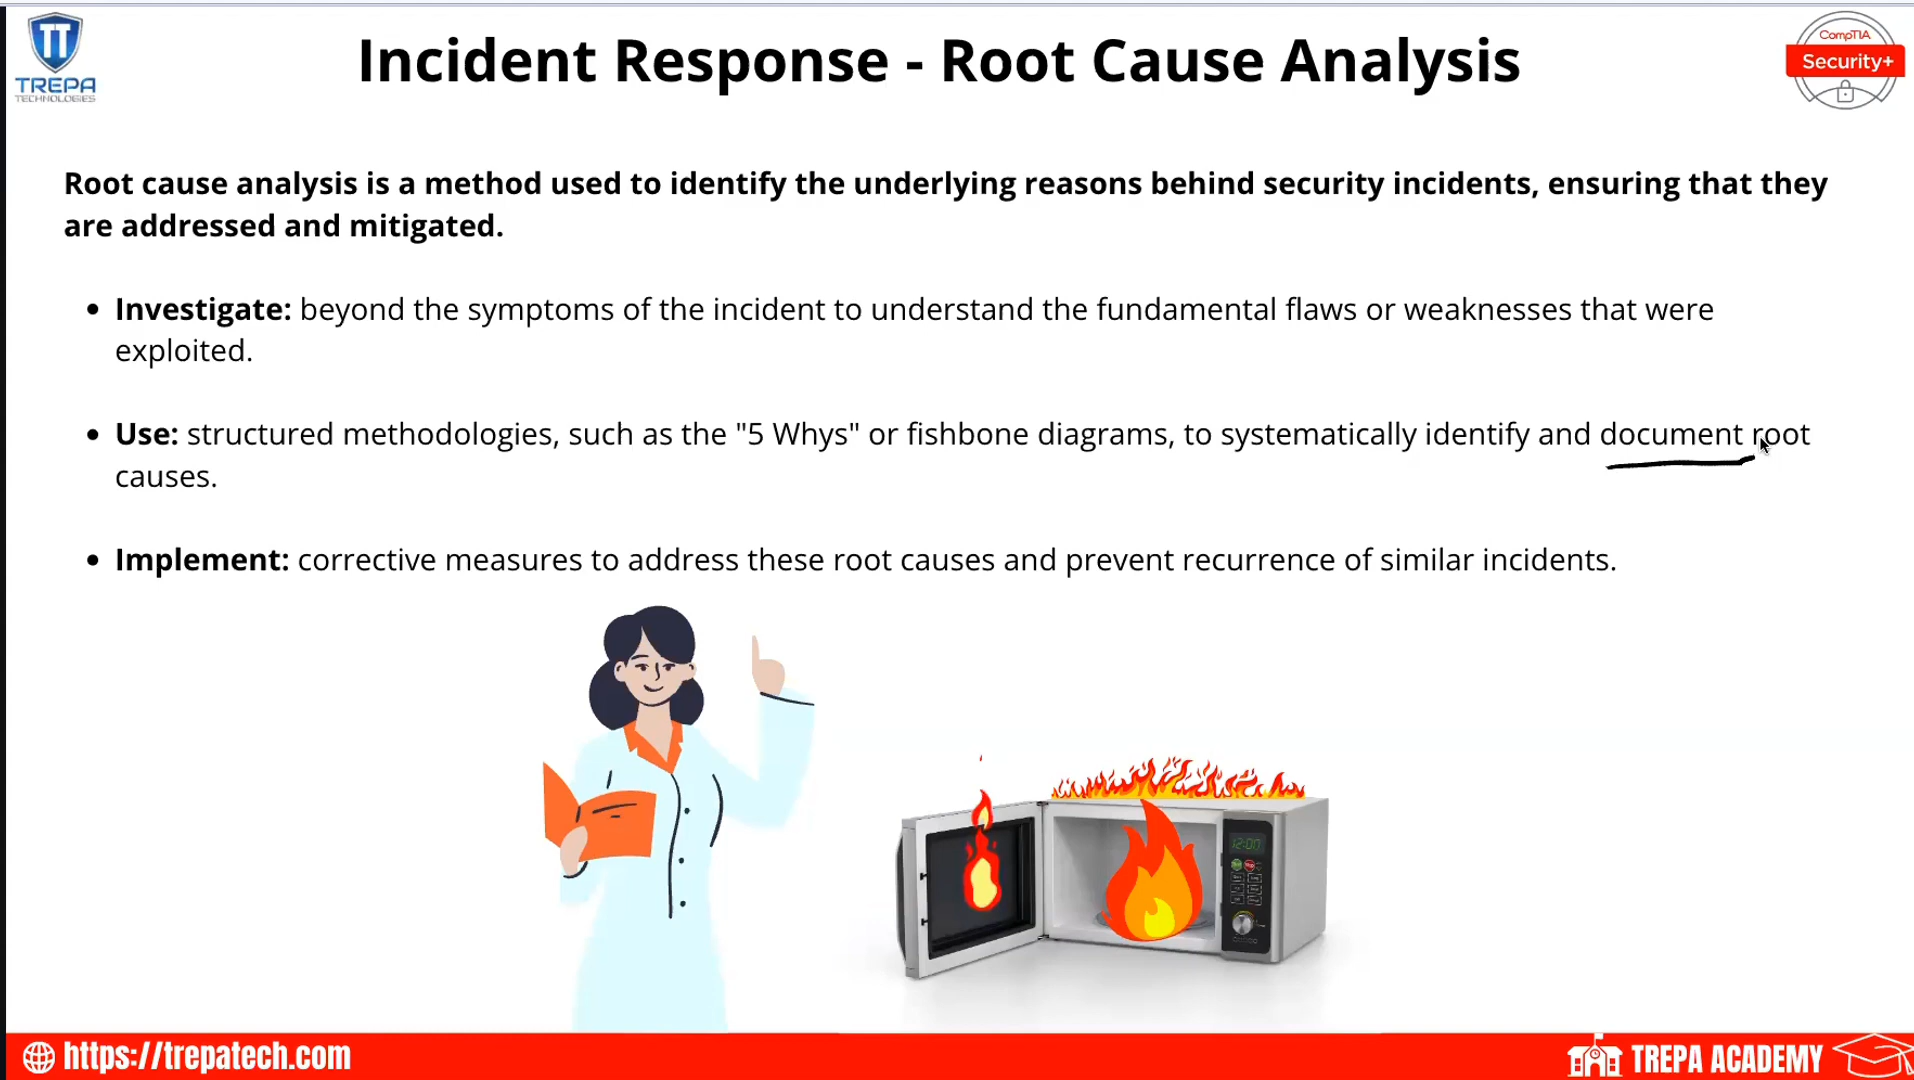 TREPA
TECHNOLOGIES
Incident Response - Root Cause Analysis
CompTIA
Security+
Root cause analysis is a method used to identify the underlying reasons behind security incidents, ensuring that they
are addressed and mitigated.
• Investigate: beyond the symptoms of the incident to understand the fundamental flaws or weaknesses that were
exploited.
• Use: structured methodologies, such as the "5 Whys" or fishbone diagrams, to systematically identify and document root
causes.
• Implement: corrective measures to address these root causes and prevent recurrence of similar incidents.
12:00
https://trepatech.com
TREPA ACADEMY